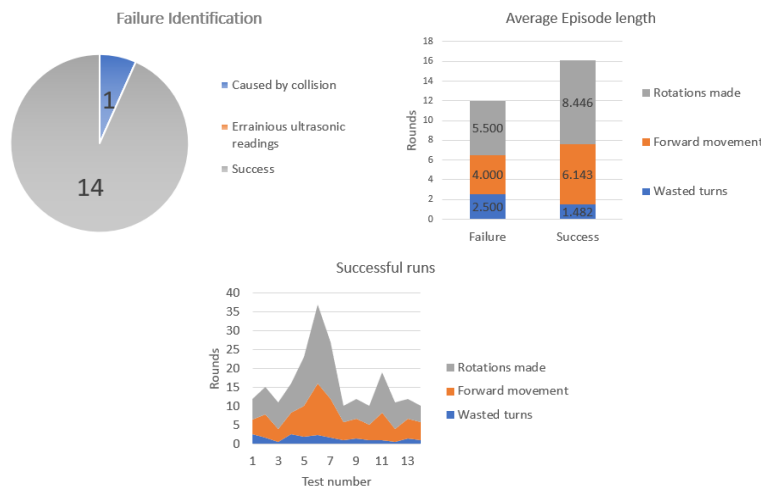 Failure Identification
1
14
Caused by collision
Errainious ultrasonic
readings
Success
Average Episode length
Rounds
18
16
14
12
10
8
6
4
2
0
5.500
4.000
2.500
8.446
6.143
1.482
Failure
Success
Rotations made
Forward movement
Wasted turns
Successful runs
Rounds
40
35
30
25
20
15
10
5
0
1
3
5
7
9
11
13
Test number
Rotations made
Forward movement
Wasted turns